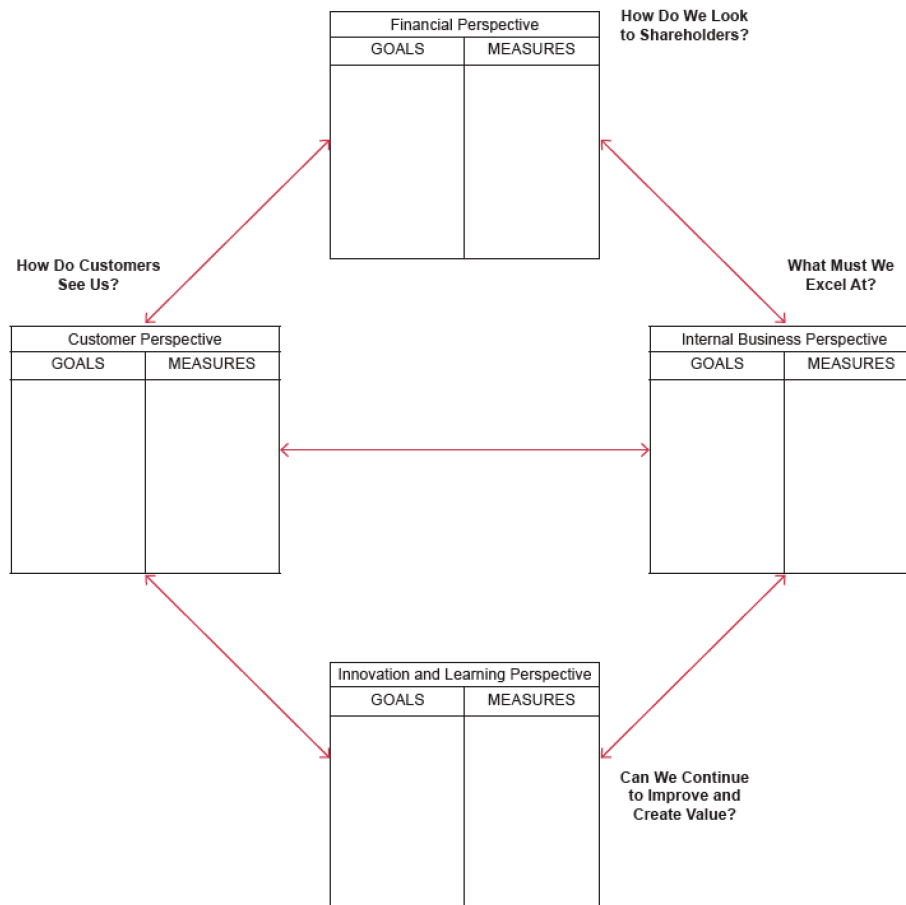 Financial Perspective
GOALS
MEASURES
How Do We Look
to Shareholders?
How Do Customers
See Us?
What Must We
Excel At?
Customer Perspective
GOALS
MEASURES
Internal Business Perspective
GOALS
MEASURES
Innovation and Learning Perspective
GOALS
MEASURES
Can We Continue
to Improve and
Create Value?